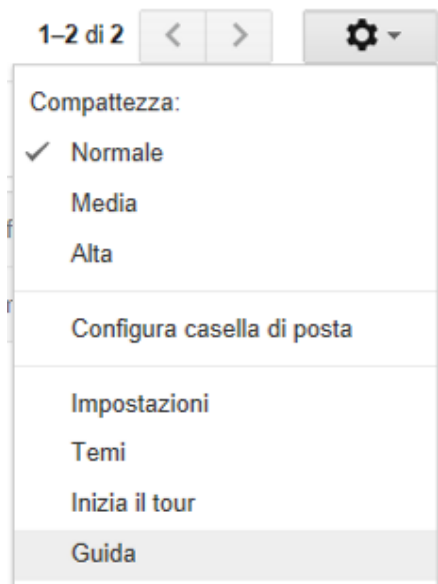 1–2 di 2
Compattezza:
Normale
Media
Alta
Configura casella di posta
Impostazioni
Temi
Inizia il tour
Guida